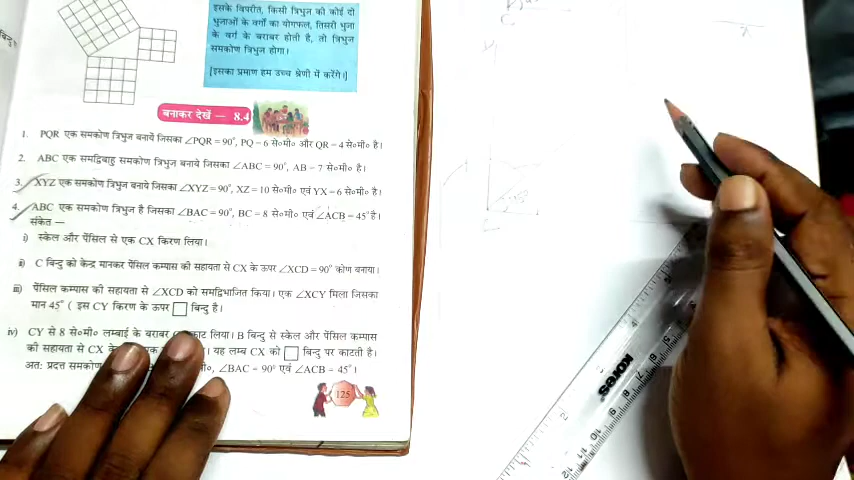 इसके विपरीत, किसी त्रिभुज की कोई दो
भुजाओं के वर्गों का योगफल, तिसरी भुजा
के वर्ग के बराबर होती है, तो त्रिभुज
समकोण त्रिभुज होगा।
[इसका प्रमाण हम उच्च श्रेणी में करेंगे।]
बनाकर देखें — 8.4
1. PQR एक समकोण त्रिभुज बनाये जिसका ∠PQR = 90°, PQ = 6 से०मी० और QR = 4 से०मी० है।
2. ABC एक समद्विबाहु समकोण त्रिभुज बनाये जिसका ∠ABC = 90°, AB = 7 से०मी० है।
3. XYZ एक समकोण त्रिभुज बनाये जिसका ∠XYZ = 90°, XZ = 10 से०मी० एवं YX = 6 से०मी० है।
4. ABC एक समकोण त्रिभुज है जिसका ∠BAC = 90°, BC = 8 से०मी० एवं ∠ACB = 45° है।
संकेत —
i) स्केल और पेंसिल से एक CX किरण लिया।
ii) C बिन्दु को केन्द्र मानकर पेंसिल कम्पास की सहायता से CX के ऊपर ∠XCD = 90° कोण बनाया।
iii) पेंसिल कम्पास की सहायता से ∠XCD को समद्विभाजित किया। एक ∠XCY मिला जिसका
मान 45° ( इस CY किरण के ऊपर □ बिन्दु है।
iv) CY से 8 से०मी० लम्बाई के बराबर काट लिया। B बिन्दु से स्केल और पेंसिल कम्पास
की सहायता से CX के एक यह लम्ब CX को □ बिन्दु पर काटती है।
अतः प्रदत्त समकोण ∠BAC = 90° एवं ∠ACB = 45°।
125
C
45°
kores